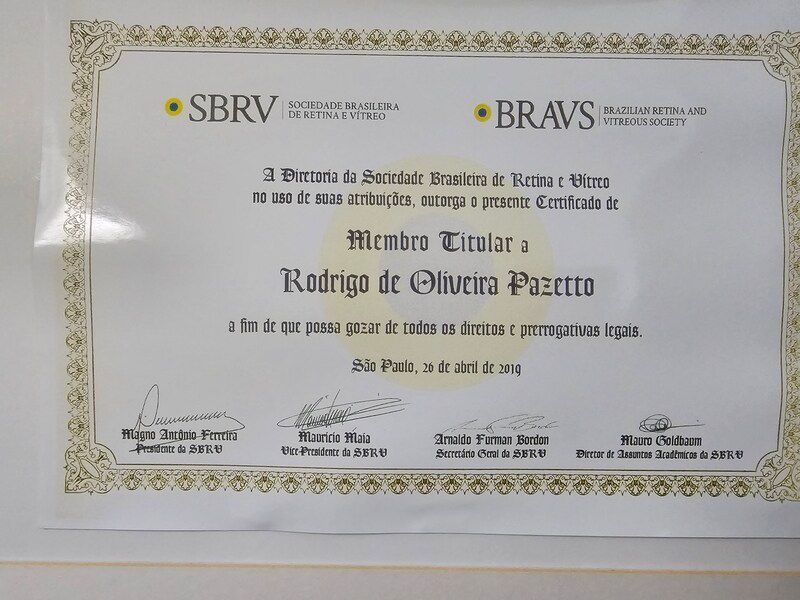 SBRV SOCIEDADE BRASILEIRA DE RETINA E VÍTREO
BRAVS BRAZILIAN RETINA AND VITREOUS SOCIETY
A Diretoria da Sociedade Brasileira de Retina e Vítreo
no uso de suas atribuições, outorga o presente Certificado de
Membro Titular a
Rodrigo de Oliveira Pazetto
a fim de que possa gozar de todos os direitos e prerrogativas legais.
São Paulo, 26 de abril de 2019
Magno Antônio Ferreira
Presidente da SBRV
Maurício Maia
Vice-Presidente da SBRV
Arnaldo Furman Bordon
Secretário Geral da SBRV
Mauro Goldbaum
Diretor de Assuntos Acadêmicos da SBRV